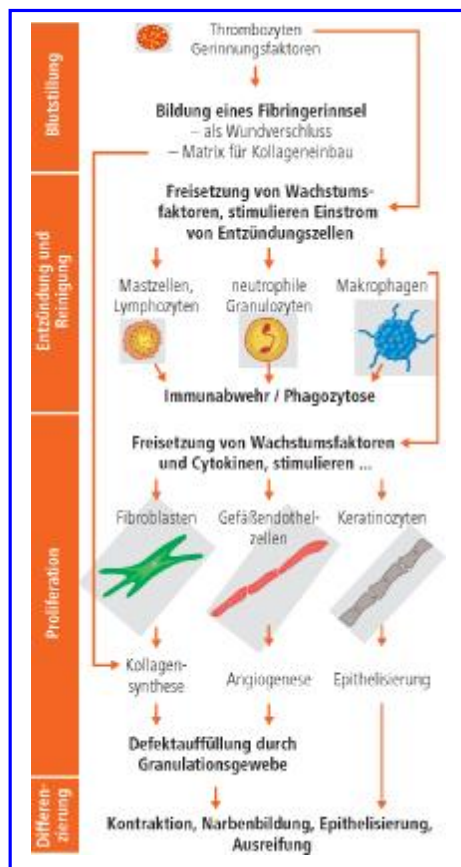 Blutstillung
Thrombozyten
Gerinnungsfaktoren
Bildung eines Fibringerinnsel
– als Wundverschluss
– Matrix für Kollageneinbau
Entzündung und
Reinigung
Freisetzung von Wachstums-
faktoren, stimulieren Einstrom
von Entzündungszellen
Mastzellen,
Lymphozyten
neutrophile
Granulozyten
Makrophagen
Immunabwehr / Phagozytose
Proliferation
Freisetzung von Wachstumsfaktoren
und Cytokinen, stimulieren ...
Fibroblasten
Gefäßendothel-
zellen
Keratinozyten
Kollagen-
synthese
Angiogenese
Epithelisierung
Defektauffüllung durch
Granulationsgewebe
Differen-
zierung
Kontraktion, Narbenbildung, Epithelisierung,
Ausreifung